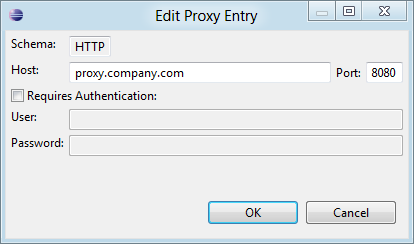 Edit Proxy Entry
Schema: HTTP
Host: proxy.company.com Port: 8080
Requires Authentication:
User:
Password:
OK Cancel